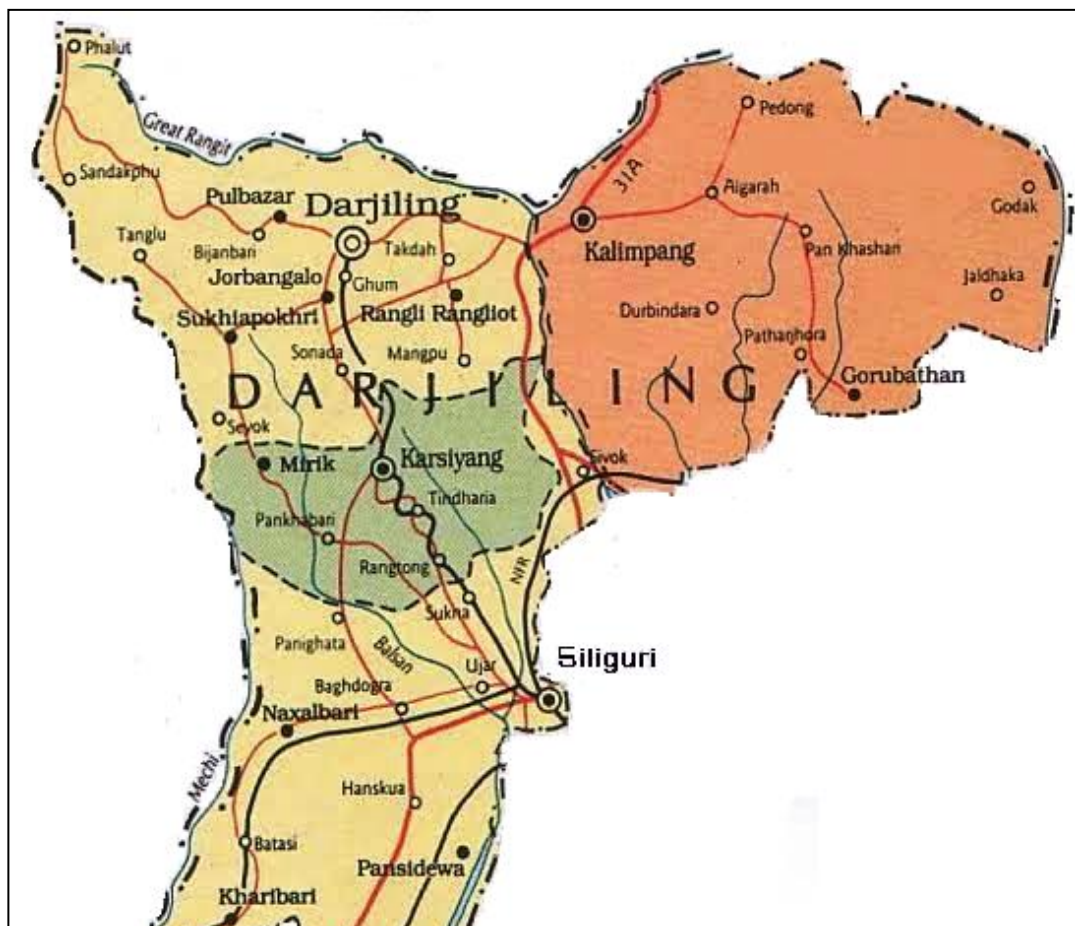 Phalut
Great Rangit
Pedong
31A
Sandakphu
Algarah
Godak
Pulbazar
Darjiling
Kalimpang
Tanglu
Bijanbari
Takdah
Pan Khashan
Jorbangalo
Ghum
Jaldhaka
Sukhiapokhri
Rangli Rangliot
Durbindara
Sonada
Mangpu
Pathanjhora
DARJILING
Gorubathan
Seyok
Mirik
Karsiyang
Sivok
Tindharia
Pankhabari
Rangtong
NFR
Sukna
Panighata
Balsan
Siliguri
Ujar
Baghdogra
Naxalbari
Mechi
Hanskua
Batasi
Pansidewa
Kharibari